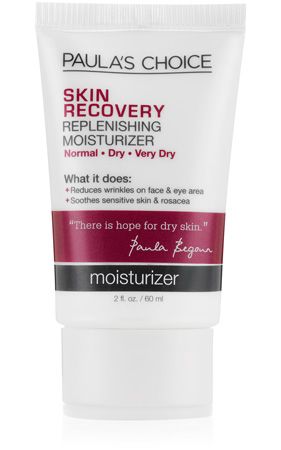 PAULA'S CHOICE
SKIN
RECOVERY
REPLENISHING
MOISTURIZER
Normal • Dry • Very Dry
What it does:
+Reduces wrinkles on face & eye area
+Soothes sensitive skin & rosacea
"There is hope for dry skin."
Paula Begoun
moisturizer
2 fl. oz. / 60 ml